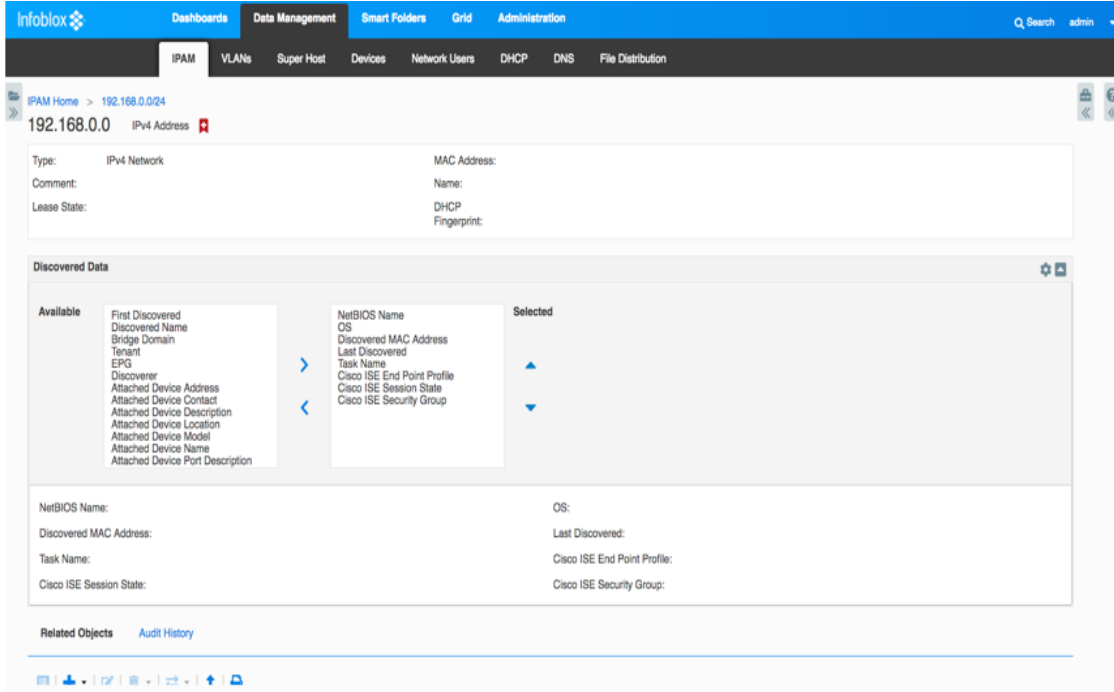 Infoblox Dashboards Data Management Smart Folders Grid Administration Search admin
IPAM VLANs Super Host Devices Network Users DHCP DNS File Distribution
IPAM Home > 192.168.0.0/24
192.168.0.0 IPv4 Address
Type: IPv4 Network MAC Address:
Comment: Name:
Lease State: DHCP
Fingerprint:
Discovered Data
Available
First Discovered
Discovered Name
Bridge Domain
Tenant
EPG
Discoverer
Attached Device Address
Attached Device Contact
Attached Device Description
Attached Device Location
Attached Device Model
Attached Device Name
Attached Device Port Description
NetBIOS Name
OS
Discovered MAC Address
Last Discovered
Task Name
Cisco ISE End Point Profile
Cisco ISE Session State
Cisco ISE Security Group
Selected
NetBIOS Name: OS:
Discovered MAC Address: Last Discovered:
Task Name: Cisco ISE End Point Profile:
Cisco ISE Session State: Cisco ISE Security Group:
Related Objects Audit History